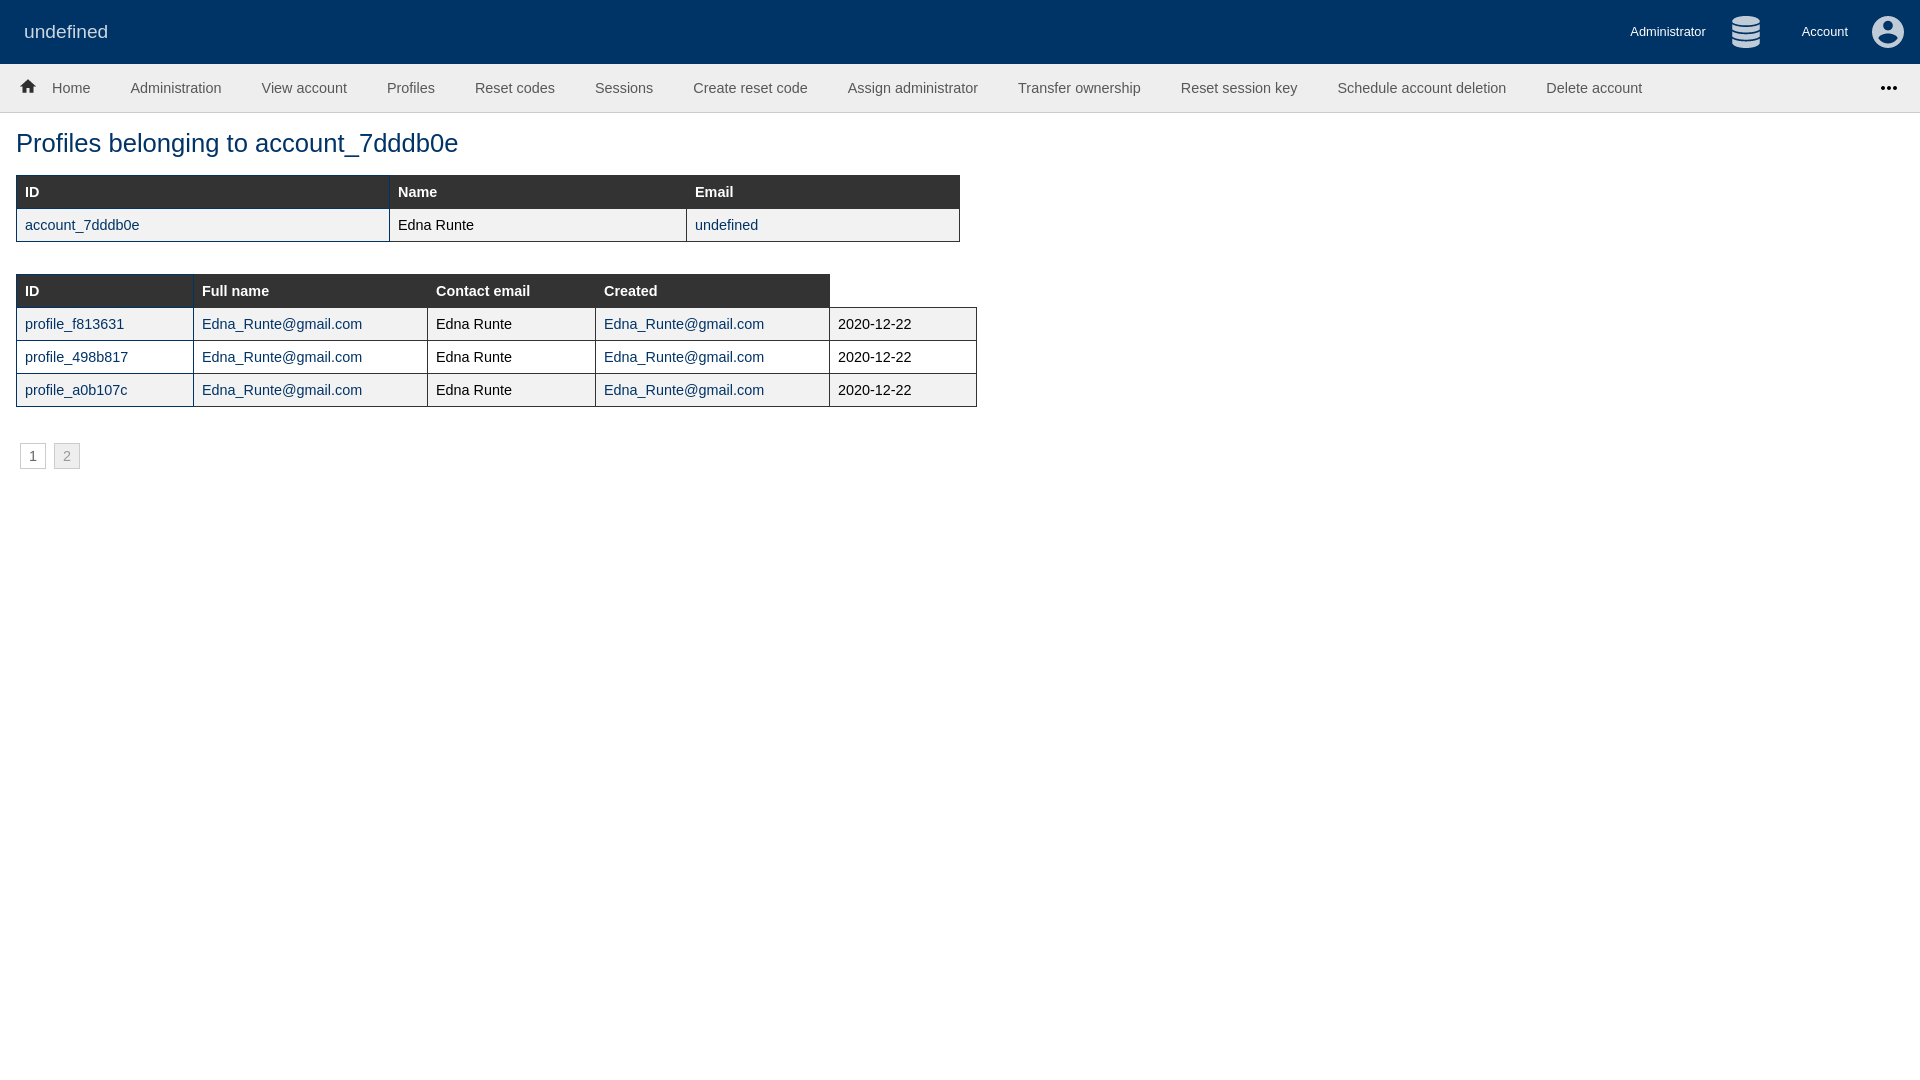 undefined Administrator Account
Home Administration View account Profiles Reset codes Sessions Create reset code Assign administrator Transfer ownership Reset session key Schedule account deletion Delete account
Profiles belonging to account_7dddb0e
ID Name Email
account_7dddb0e Edna Runte undefined
ID Full name Contact email Created
profile_f813631 Edna_Runte@gmail.com Edna Runte Edna_Runte@gmail.com 2020-12-22
profile_498b817 Edna_Runte@gmail.com Edna Runte Edna_Runte@gmail.com 2020-12-22
profile_a0b107c Edna_Runte@gmail.com Edna Runte Edna_Runte@gmail.com 2020-12-22
1 2